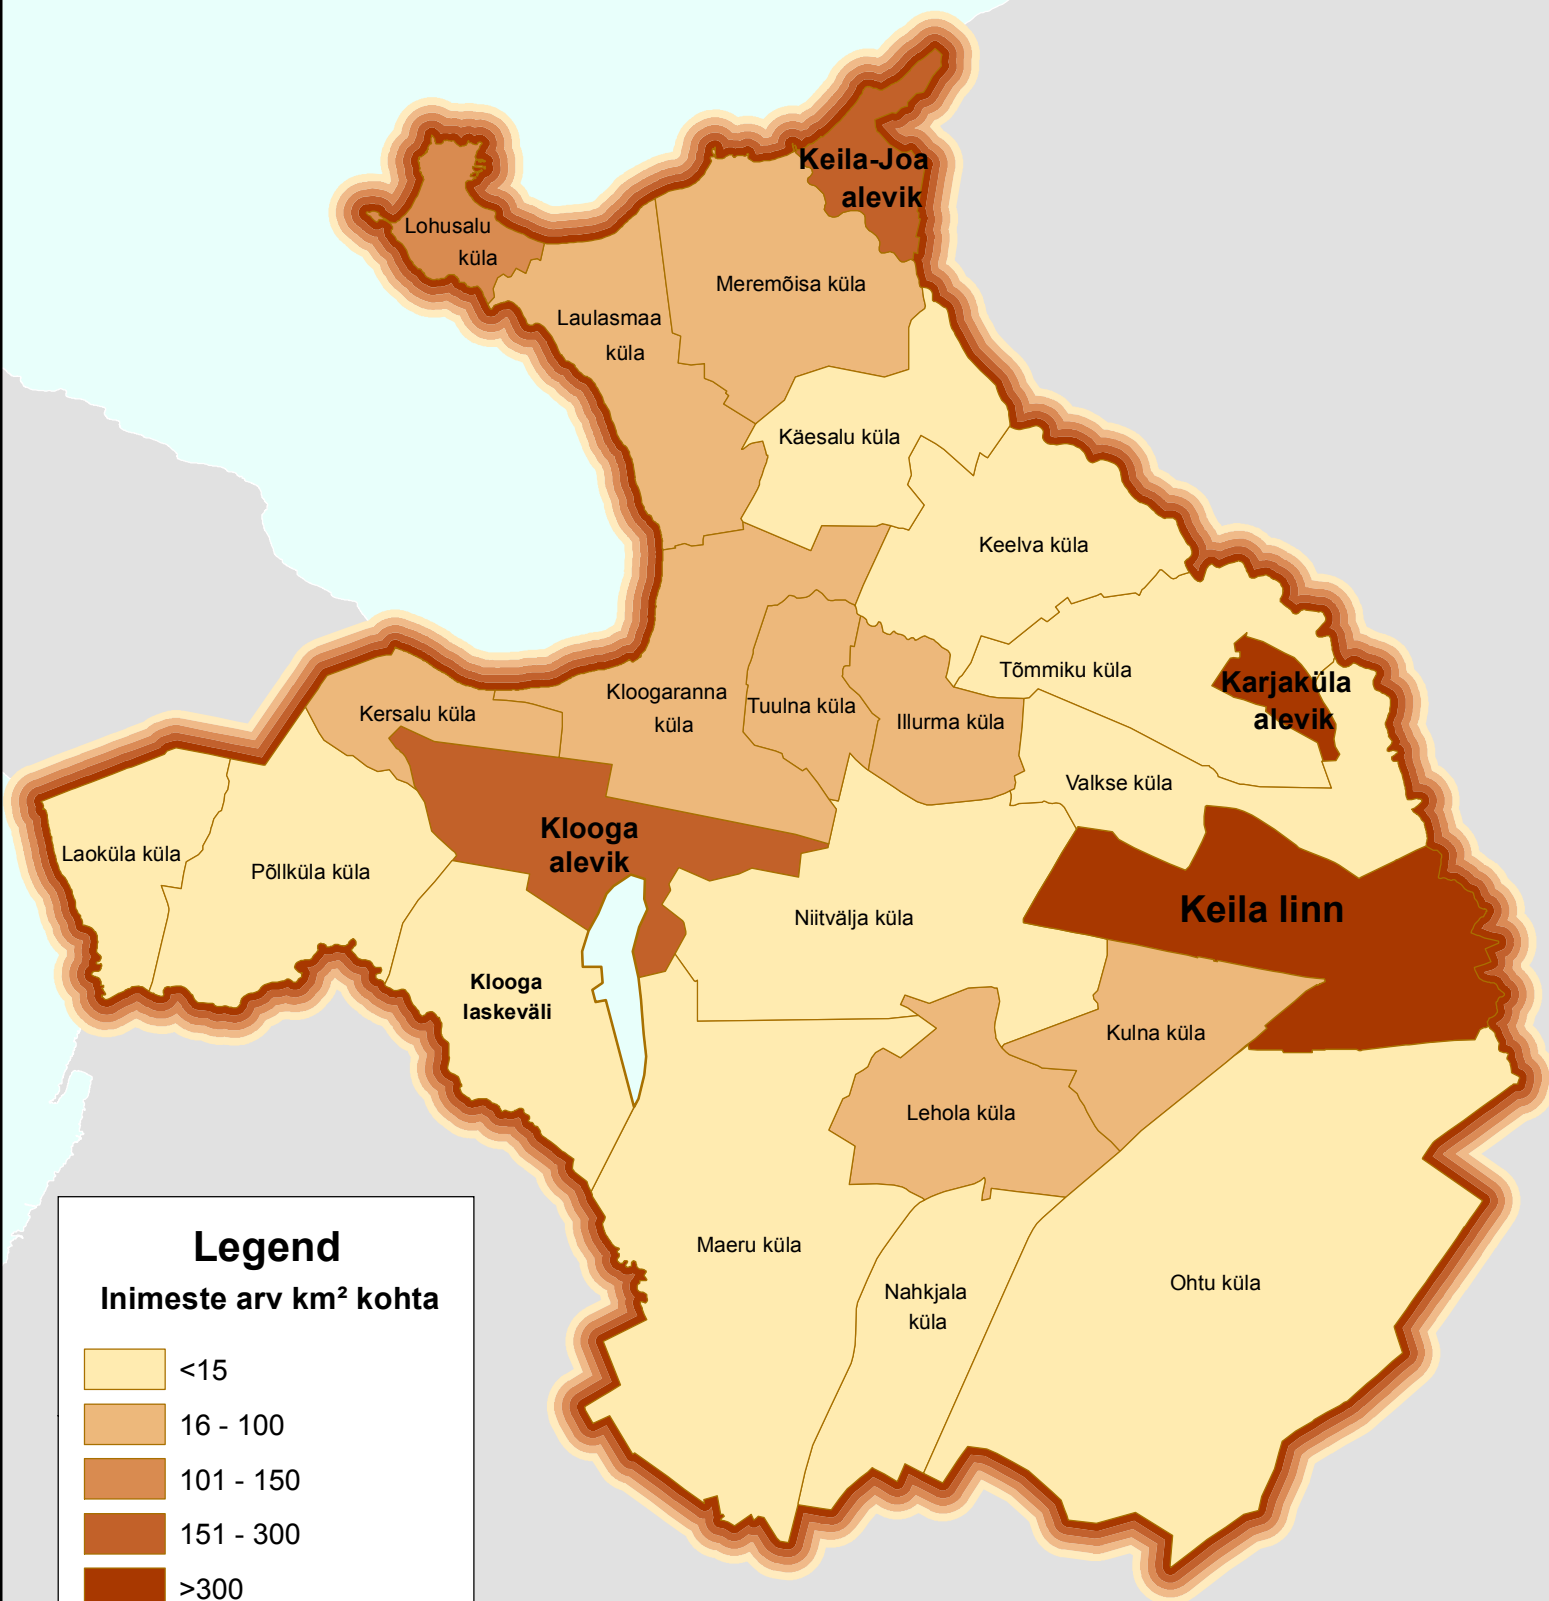 Keila-Joa
alevik
Lohusalu
küla
Meremõisa küla
Laulasmaa
küla
Käesalu küla
Keelva küla
Tõmmiku küla
Karjaküla
alevik
Kloogaranna
küla
Tuulna küla
Illurma küla
Kersalu küla
Valkse küla
Klooga
alevik
Laoküla küla
Põllküla küla
Niitvälja küla
Keila linn
Klooga
laskeväli
Kulna küla
Lehola küla
Maeru küla
Nahkjala
küla
Ohtu küla
Legend
Inimeste arv km² kohta
<15
16 - 100
101 - 150
151 - 300
>300